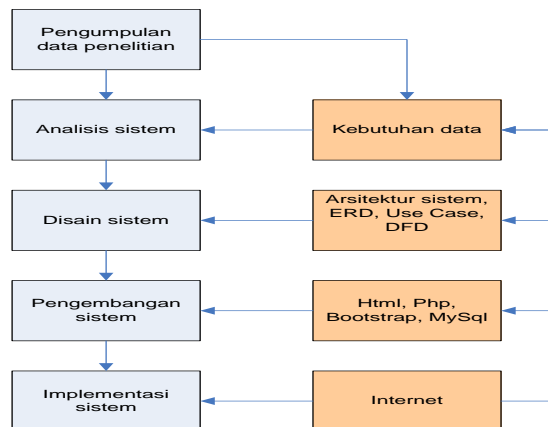 Pengumpulan
data penelitian
Analisis sistem
Kebutuhan data
Disain sistem
Arsitektur sistem,
ERD, Use Case,
DFD
Pengembangan
sistem
Html, Php,
Bootstrap, MySql
Implementasi
sistem
Internet